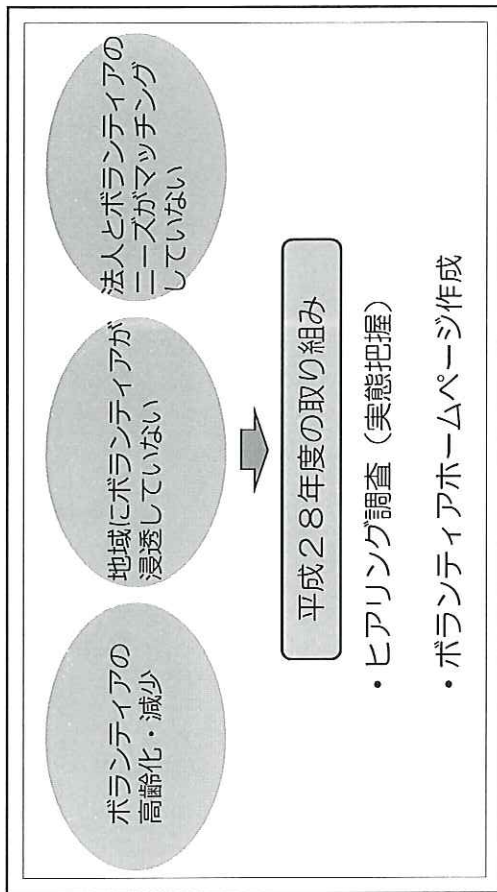 ボランティアの
高齢化・減少
地域にボランティアが
浸透していない
法人とボランティアの
ニーズがマッチング
していない
平成２８年度の取り組み
・ヒアリング調査（実態把握）
・ボランティアホームページ作成